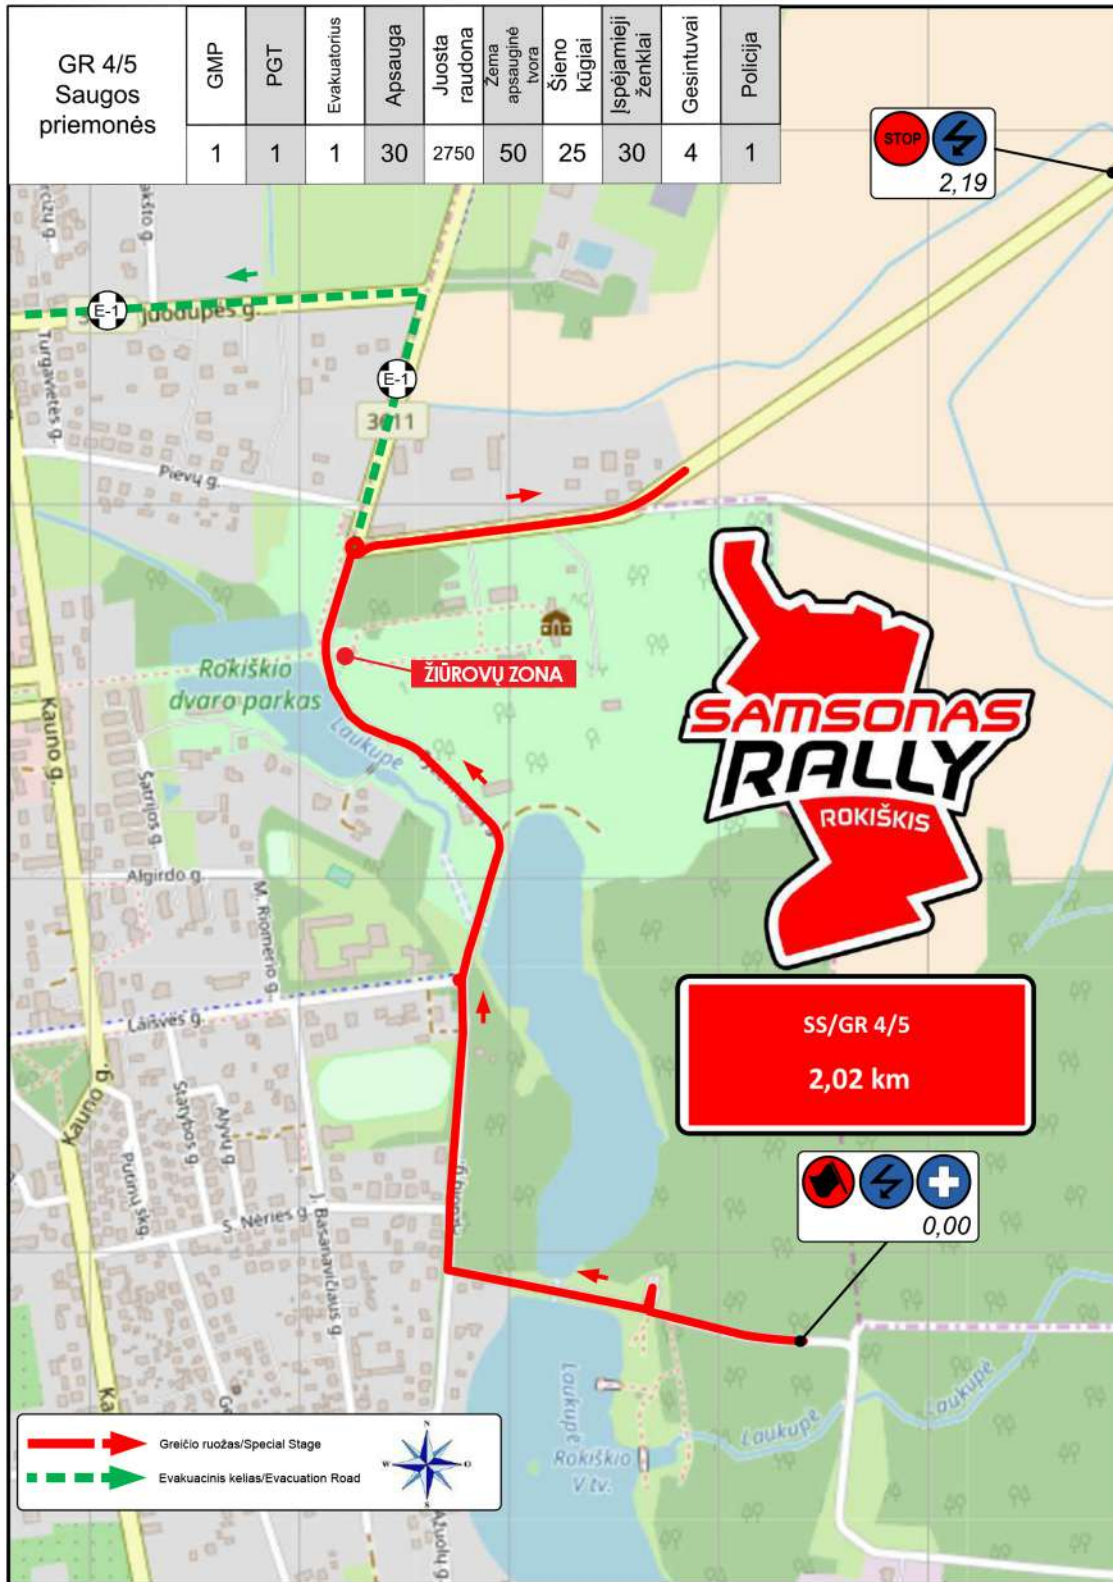 GR 4/5
Saugos
priemonės
GMP
PGT
Evakuatorius
Apsauga
Juosta
raudona
Žema
apsauginė
tvora
Šieno
kūgiai
Įspėjamieji
ženklai
Gesintuvai
Policija
1
1
1
30
2750
50
25
30
4
1
STOP
2,19
akšto g.
E-1
Juodupės g.
E-1
3611
Turgavietės g.
Pievų g.
ŽIŪROVŲ ZONA
Rokiškio
dvaro parkas
Laukupė
Kauno g.
Šatrijos g.
Algirdo g.
M. Riomerio g.
Laisvės g.
SAMSONAS
RALLY
ROKIŠKIS
SS/GR 4/5
2,02 km
Kauno g.
Statybos g
Alyvų g
Putinų skg.
S. Nėries g.
J. Basanavičiaus g.
0,00
Laukupė
Rokiškio
V tv.
Laukupė
Laukupė
Ažuolų g.
Greičio ruožas/Special Stage
Evakuacinis kelias/Evacuation Road
N
W
O
S